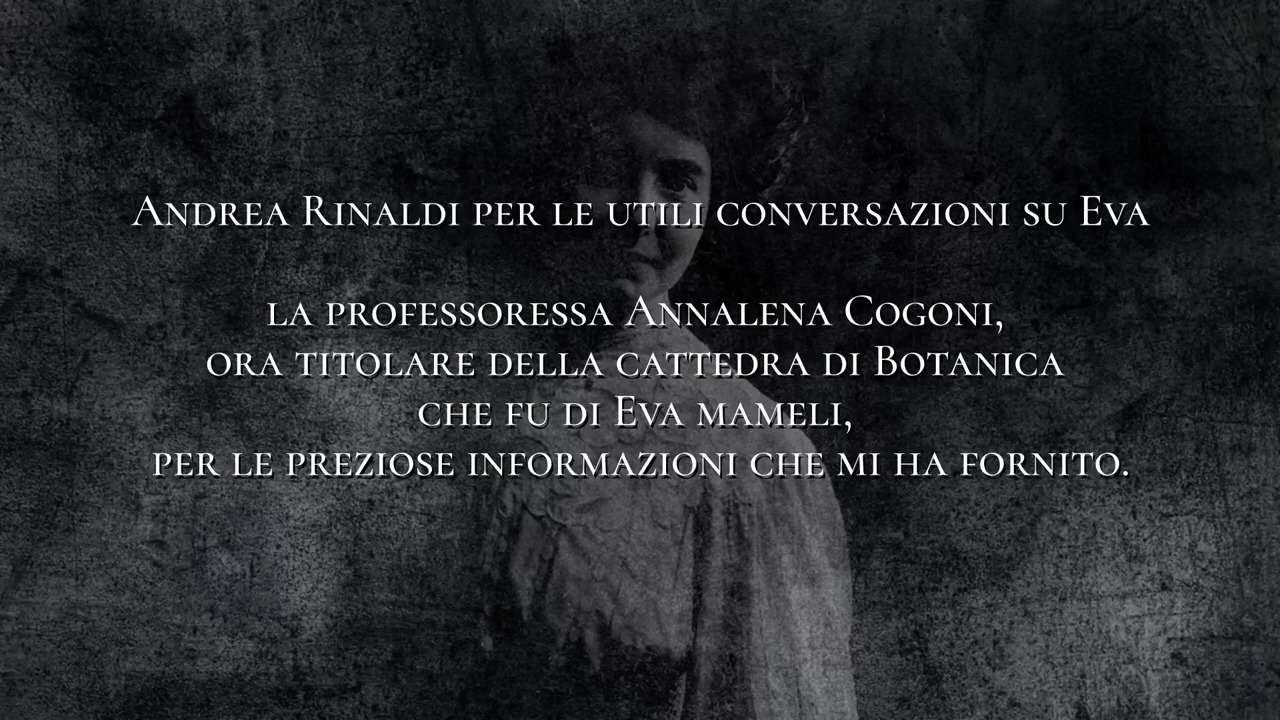 Andrea Rinaldi per le utili conversazioni su Eva
la professoressa Annalena Cogoni,
ora titolare della cattedra di Botanica
che fu di Eva mameli,
per le preziose informazioni che mi ha fornito.